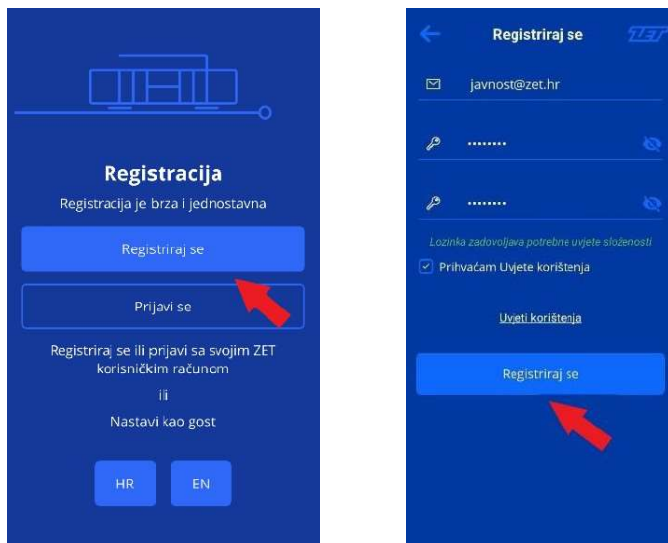 Registracija
Registracija je brza i jednostavna
Registriraj se
Prijavi se
Registriraj se ili prijavi sa svojim ZET
korisničkim računom
ili
Nastavi kao gost
HR
EN
Registriraj se
ZET
javnost@zet.hr
••••••••
••••••••
Lozinka zadovoljava potrebne uvjete složenosti
Prihvaćam Uvjete korištenja
Uvjeti korištenja
Registriraj se